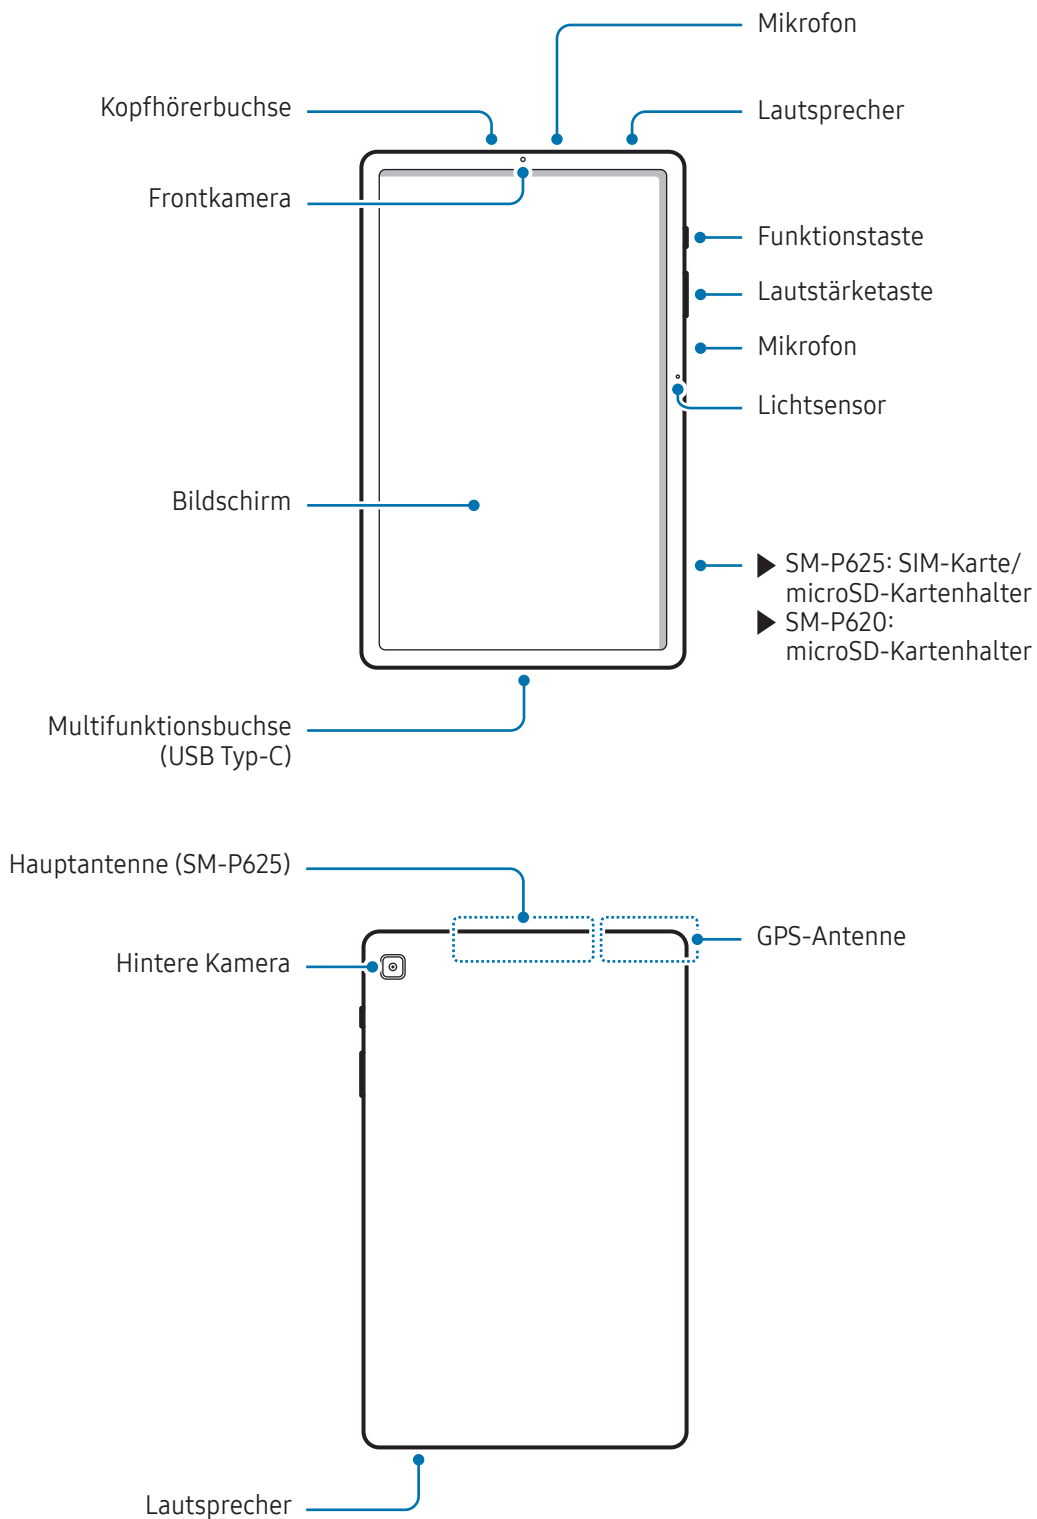 Mikrofon
Kopfhörerbuchse
Lautsprecher
Frontkamera
Funktionstaste
Lautstärketaste
Mikrofon
Lichtsensor
Bildschirm
▶ SM-P625: SIM-Karte/
microSD-Kartenhalter
▶ SM-P620:
microSD-Kartenhalter
Multifunktionsbuchse
(USB Typ-C)
Hauptantenne (SM-P625)
GPS-Antenne
Hintere Kamera
Lautsprecher